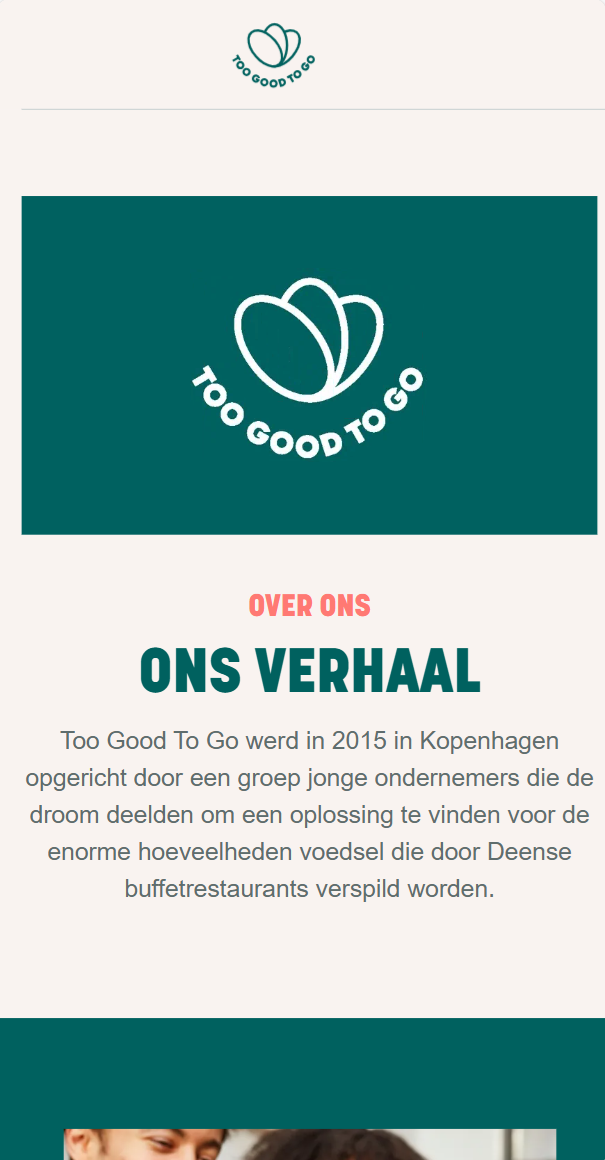 TOO GOOD TO GO
TOO GOOD TO GO
OVER ONS
ONS VERHAAL
Too Good To Go werd in 2015 in Kopenhagen
opgericht door een groep jonge ondernemers die de
droom deelden om een oplossing te vinden voor de
enorme hoeveelheden voedsel die door Deense
buffetrestaurants verspild worden.